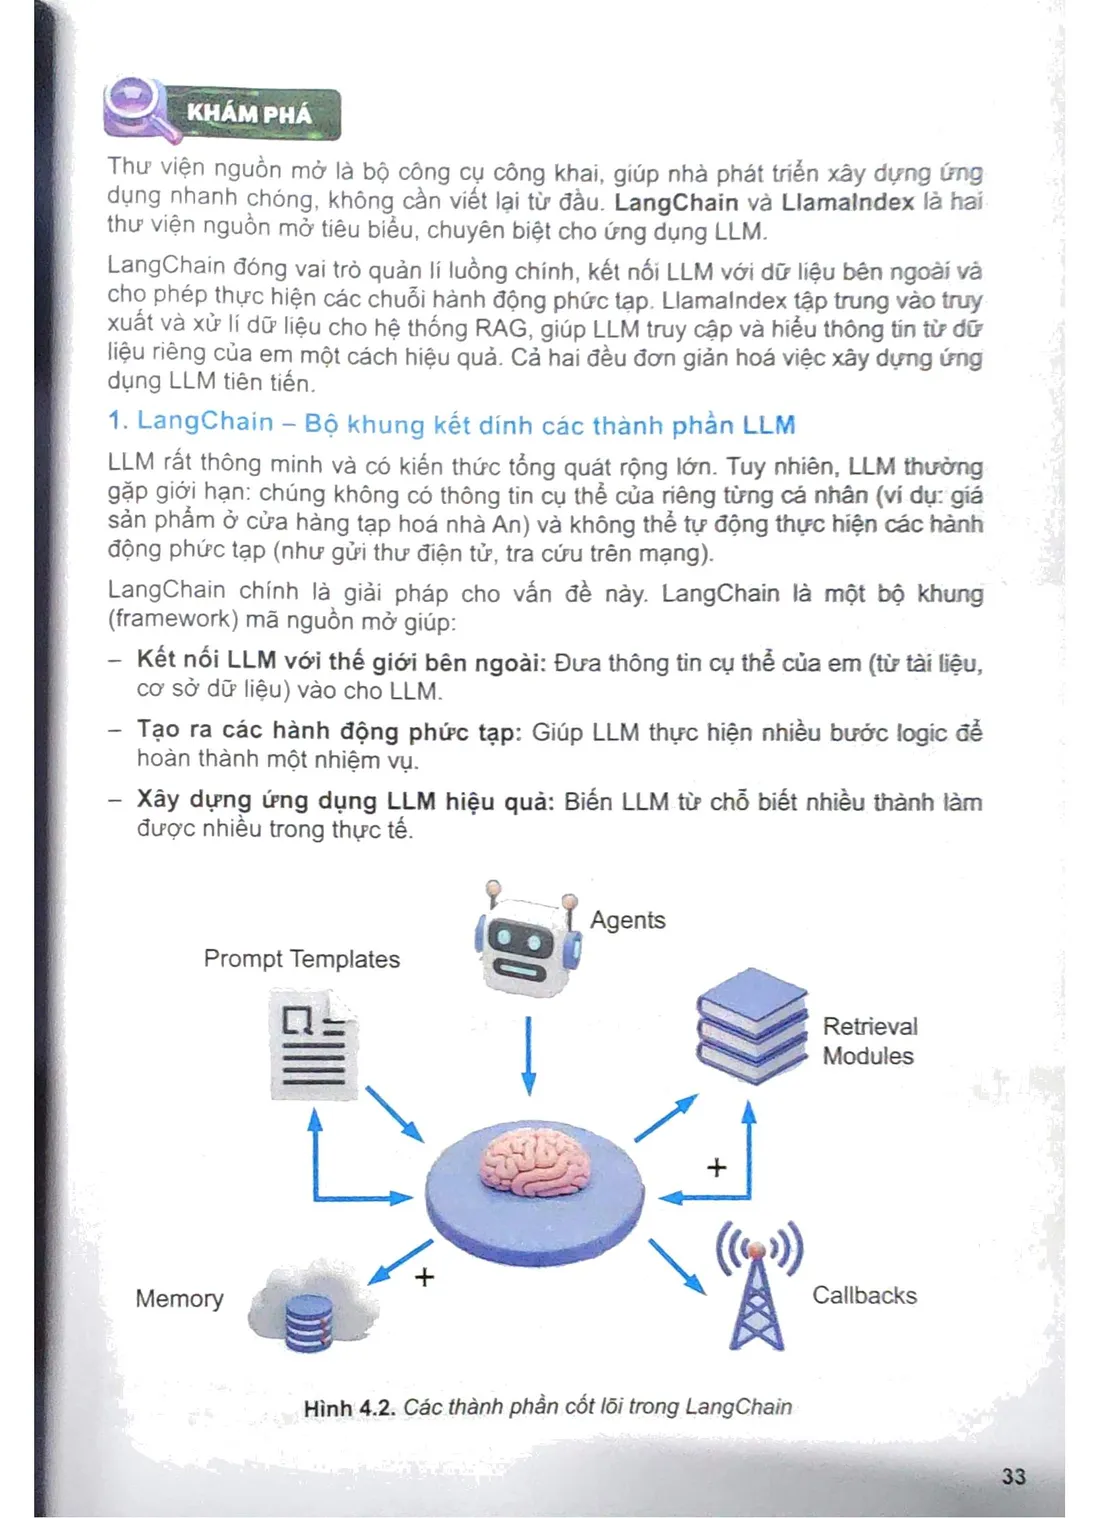 KHÁM PHÁ
Thư viện nguồn mở là bộ công cụ công khai, giúp nhà phát triển xây dựng ứng
dụng nhanh chóng, không cần viết lại từ đầu. LangChain và LlamaIndex là hai
thư viện nguồn mở tiêu biểu, chuyên biệt cho ứng dụng LLM.
LangChain đóng vai trò quản lí luồng chính, kết nối LLM với dữ liệu bên ngoài và
cho phép thực hiện các chuỗi hành động phức tạp. LlamaIndex tập trung vào truy
xuất và xử lí dữ liệu cho hệ thống RAG, giúp LLM truy cập và hiểu thông tin từ dữ
liệu riêng của em một cách hiệu quả. Cả hai đều đơn giản hoá việc xây dựng ứng
dụng LLM tiên tiến.
1. LangChain – Bộ khung kết dính các thành phần LLM
LLM rất thông minh và có kiến thức tổng quát rộng lớn. Tuy nhiên, LLM thường
gặp giới hạn: chúng không có thông tin cụ thể của riêng từng cá nhân (ví dụ: giá
sản phẩm ở cửa hàng tạp hoá nhà An) và không thể tự động thực hiện các hành
động phức tạp (như gửi thư điện tử, tra cứu trên mạng).
LangChain chính là giải pháp cho vấn đề này. LangChain là một bộ khung
(framework) mã nguồn mở giúp:
– Kết nối LLM với thế giới bên ngoài: Đưa thông tin cụ thể của em (từ tài liệu,
cơ sở dữ liệu) vào cho LLM.
– Tạo ra các hành động phức tạp: Giúp LLM thực hiện nhiều bước logic để
hoàn thành một nhiệm vụ.
– Xây dựng ứng dụng LLM hiệu quả: Biến LLM từ chỗ biết nhiều thành làm
được nhiều trong thực tế.
Agents
Prompt Templates
Retrieval
Modules
+
+
Memory
Callbacks
Hình 4.2. Các thành phần cốt lõi trong LangChain
33